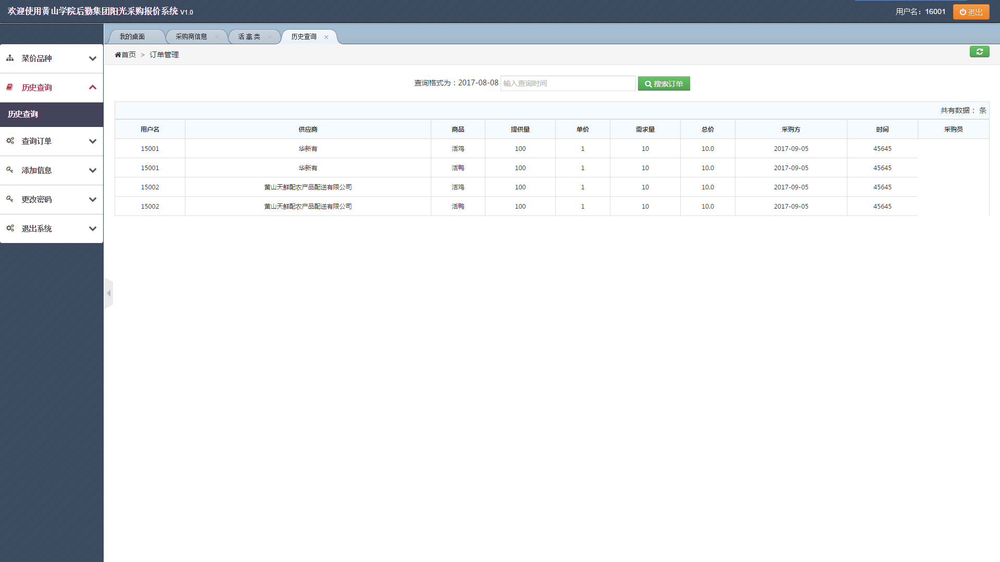 欢迎使用黄山学院后勤集团阳光采购报价系统 V1.0
用户名：16001
退出
我的桌面
采购商信息
活 禽 类
历史查询
首页 > 订单管理
菜价品种
历史查询
历史查询
查询订单
添加信息
更改密码
退出系统
查询格式为：2017-08-08 输入查询时间 搜索订单
共有数据： 条
用户名 供应商 商品 提供量 单价 需求量 总价 采购方 时间 采购员
15001 华新有 活鸡 100 1 10 10.0 2017-09-05 45645
15001 华新有 活鸭 100 1 10 10.0 2017-09-05 45645
15002 黄山天鲜配农产品配送有限公司 活鸡 100 1 10 10.0 2017-09-05 45645
15002 黄山天鲜配农产品配送有限公司 活鸭 100 1 10 10.0 2017-09-05 45645